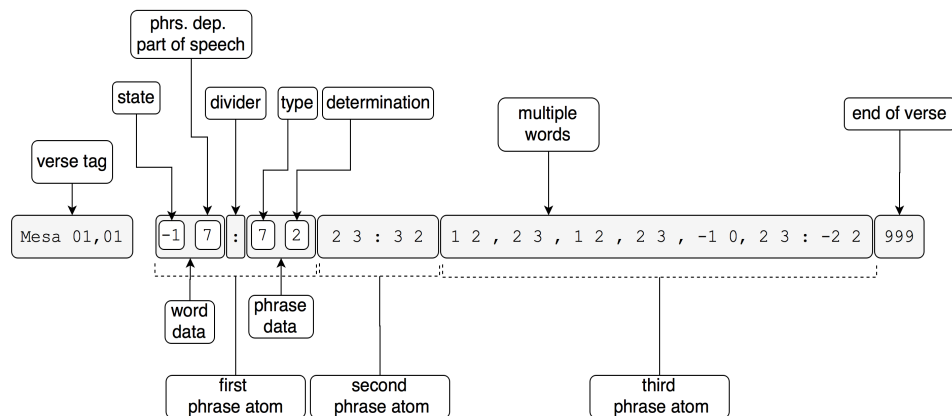 phrs. dep.
part of speech
state
divider
type
determination
multiple
words
end of verse
verse tag
Mesa 01,01
-1 7 : 7 2
2 3 : 3 2
1 2 , 2 3 , 1 2 , 2 3 , -1 0, 2 3 : -2 2
999
word
data
phrase
data
first
phrase atom
second
phrase atom
third
phrase atom